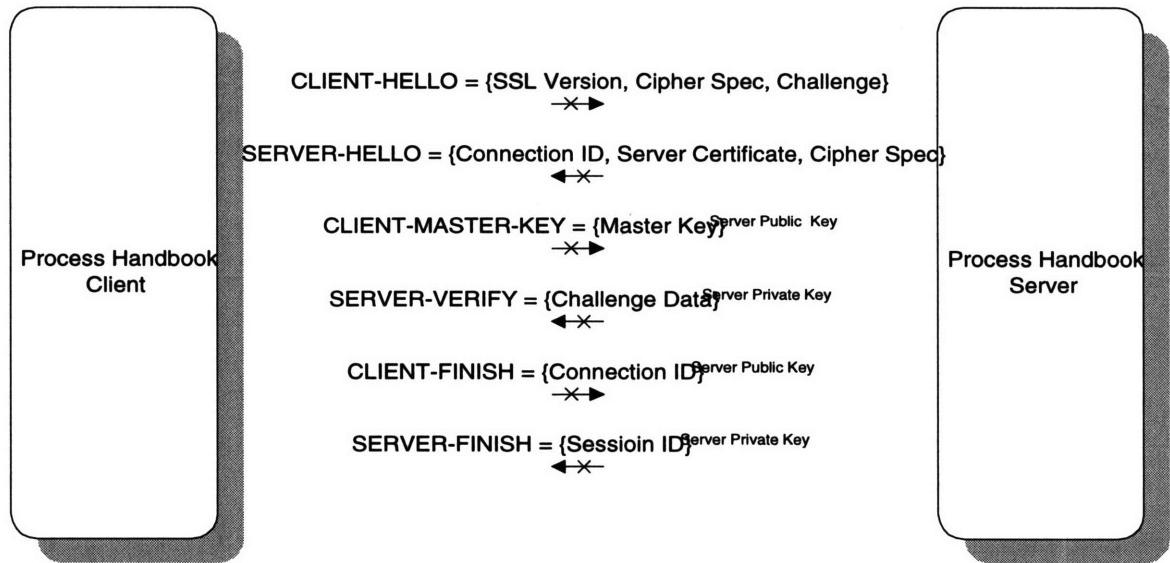 CLIENT-HELLO = {SSL Version, Cipher Spec, Challenge}
SERVER-HELLO = {Connection ID, Server Certificate, Cipher Spec}
CLIENT-MASTER-KEY = {Master Key}Server Public Key
Process Handbook
Client
Process Handbook
Server
SERVER-VERIFY = {Challenge Data}Server Private Key
CLIENT-FINISH = {Connection ID}Server Public Key
SERVER-FINISH = {Sessioin ID}Server Private Key